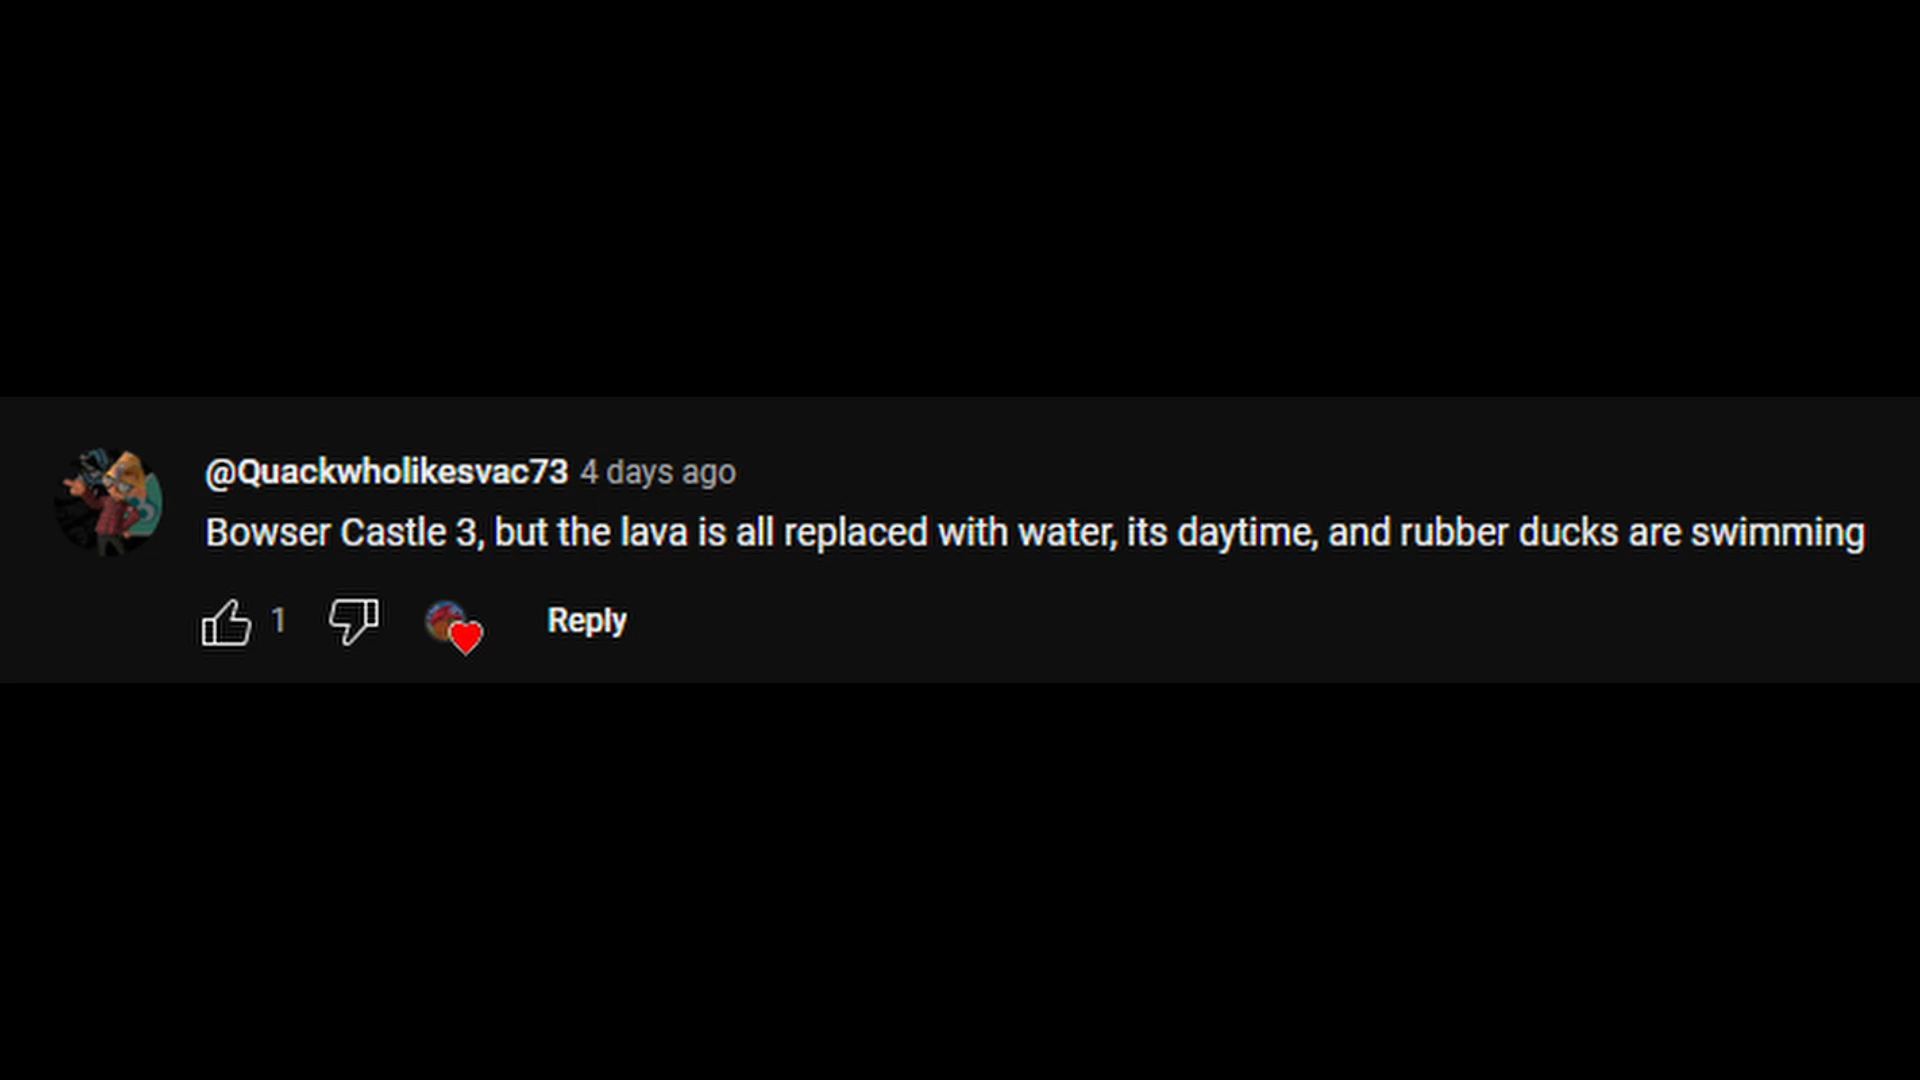 @Quackwholikesvac73 4 days ago
Bowser Castle 3, but the lava is all replaced with water, its daytime, and rubber ducks are swimming
1 Reply